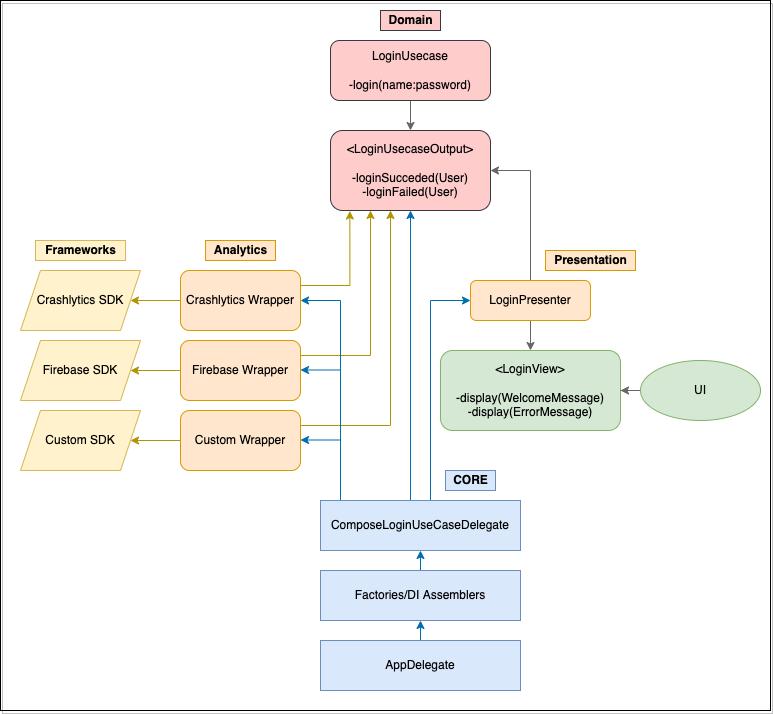 Domain
LoginUsecase
-login(name:password)
<LoginUsecaseOutput>
-loginSucceded(User)
-loginFailed(User)
Frameworks
Analytics
Presentation
Crashlytics SDK
Crashlytics Wrapper
LoginPresenter
Firebase SDK
Firebase Wrapper
<LoginView>
-display(WelcomeMessage)
-display(ErrorMessage)
UI
Custom SDK
Custom Wrapper
CORE
ComposeLoginUseCaseDelegate
Factories/DI Assemblers
AppDelegate